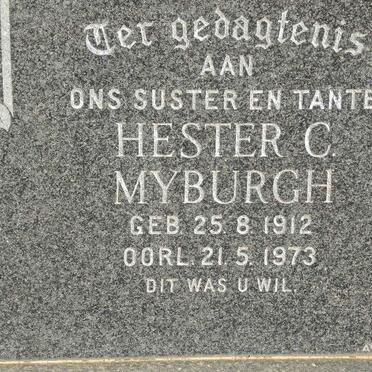 Ter gedagtenis
AAN
ONS SUSTER EN TANTE
HESTER C.
MYBURGH
GEB. 25. 8. 1912
OORL. 21. 5. 1973
DIT WAS U WIL.